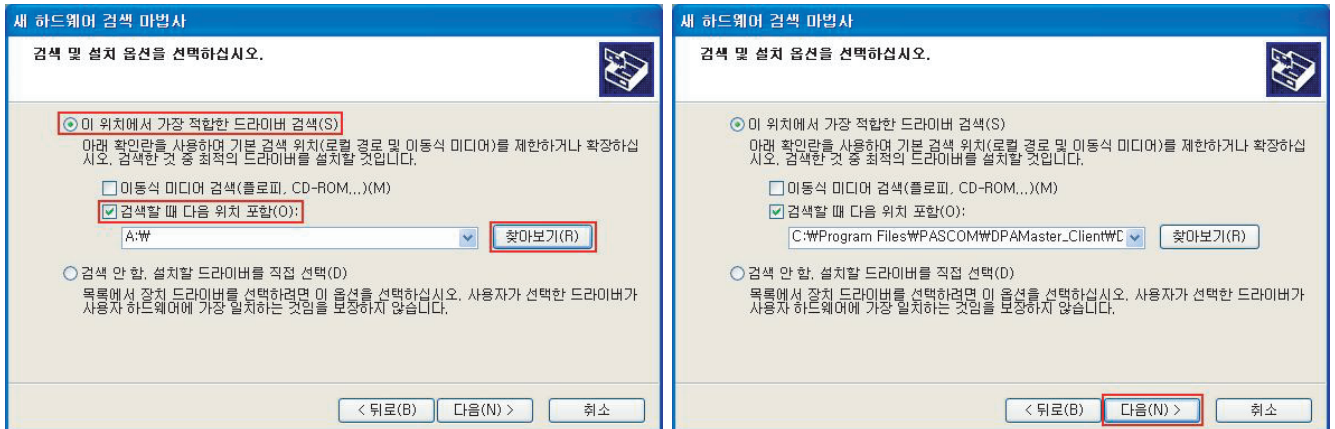 새 하드웨어 검색 마법사
검색 및 설치 옵션을 선택하십시오.
이 위치에서 가장 적합한 드라이버 검색(S)
아래 확인란을 사용하여 기본 검색 위치(로컬 경로 및 이동식 미디어)를 제한하거나 확장하십
시오. 검색한 것 중 최적의 드라이버를 설치할 것입니다.
이동식 미디어 검색(플로피, CD-ROM...)(M)
검색할 때 다음 위치 포함(O):
A:₩
찾아보기(R)
검색 안 함. 설치할 드라이버를 직접 선택(D)
목록에서 장치 드라이버를 선택하려면 이 옵션을 선택하십시오. 사용자가 선택한 드라이버가
사용자 하드웨어에 가장 일치하는 것임을 보장하지 않습니다.
< 뒤로(B)
다음(N) >
취소
새 하드웨어 검색 마법사
검색 및 설치 옵션을 선택하십시오.
이 위치에서 가장 적합한 드라이버 검색(S)
아래 확인란을 사용하여 기본 검색 위치(로컬 경로 및 이동식 미디어)를 제한하거나 확장하십
시오. 검색한 것 중 최적의 드라이버를 설치할 것입니다.
이동식 미디어 검색(플로피, CD-ROM...)(M)
검색할 때 다음 위치 포함(O):
C:₩Program Files₩PASCOM₩DPAMaster_Client₩D
찾아보기(R)
검색 안 함. 설치할 드라이버를 직접 선택(D)
목록에서 장치 드라이버를 선택하려면 이 옵션을 선택하십시오. 사용자가 선택한 드라이버가
사용자 하드웨어에 가장 일치하는 것임을 보장하지 않습니다.
< 뒤로(B)
다음(N) >
취소